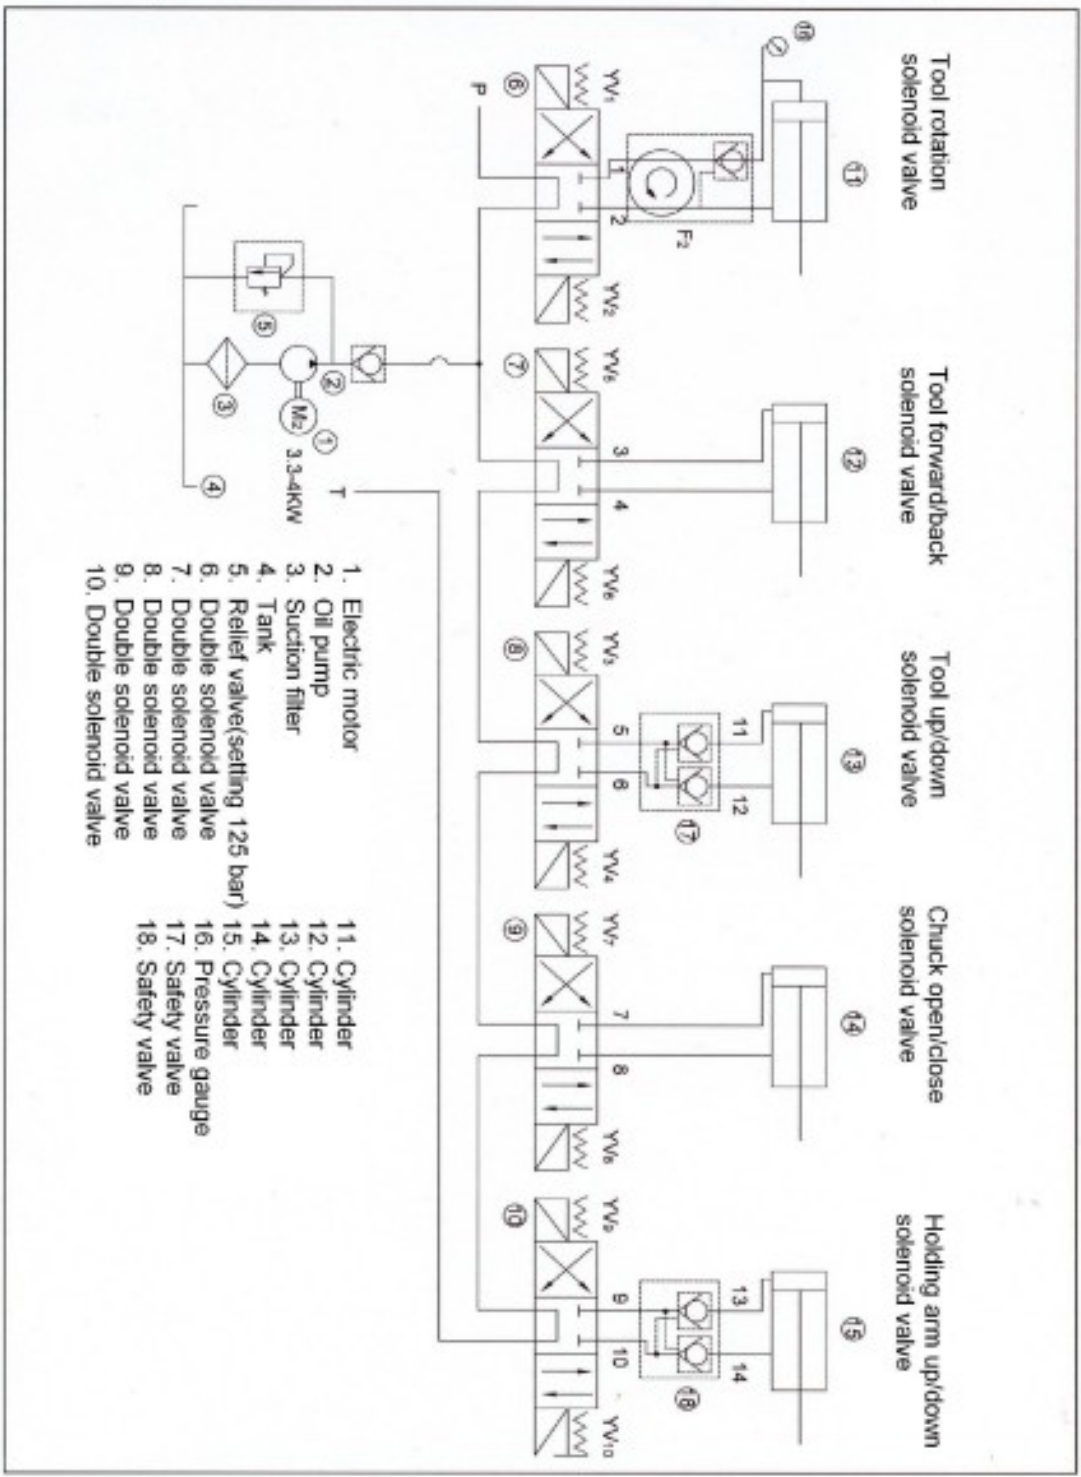 Tool rotation
solenoid valve
Tool forward/back
solenoid valve
Tool up/down
solenoid valve
Chuck open/close
solenoid valve
Holding arm up/down
solenoid valve
16
11
12
13
14
15
F2
11
12
17
13
14
18
1
2
3
4
5
6
7
8
9
10
YV1
YV2
YV5
YV6
YV3
YV4
YV7
YV8
YV9
YV10
6
7
8
9
10
P
T
5
2
3
M2
1
3.3-4KW
4
1. Electric motor
2. Oil pump
3. Suction filter
4. Tank
5. Relief valve(setting 125 bar)
6. Double solenoid valve
7. Double solenoid valve
8. Double solenoid valve
9. Double solenoid valve
10. Double solenoid valve
11. Cylinder
12. Cylinder
13. Cylinder
14. Cylinder
15. Cylinder
16. Pressure gauge
17. Safety valve
18. Safety valve